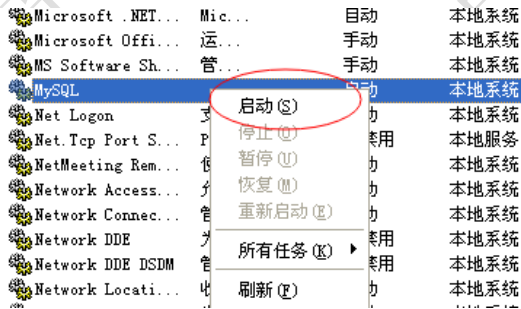 Microsoft .NET... Mic... 自动 本地系统
Microsoft Offi... 运... 手动 本地系统
MS Software Sh... 管... 手动 本地系统
MySQL 自动 本地系统
启动(S)
Net Logon 本地系统
停止(O)
Net.Tcp Port S... P 禁用 本地服务
暂停(U)
NetMeeting Rem... 本地系统
恢复(M)
Network Access... 本地系统
重新启动(E)
Network Connec... 本地系统
Network DDE 禁用 本地系统
所有任务(K)
Network DDE DSDM 禁用 本地系统
刷新(F)
Network Locati... 本地系统